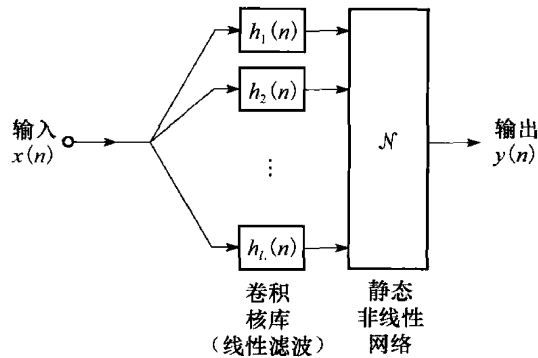 h₁(n)
h₂(n)
输入
x(n)
𝒩
输出
y(n)
⋮
h_L(n)
卷积
核库
（线性滤波）
静态
非线性
网络